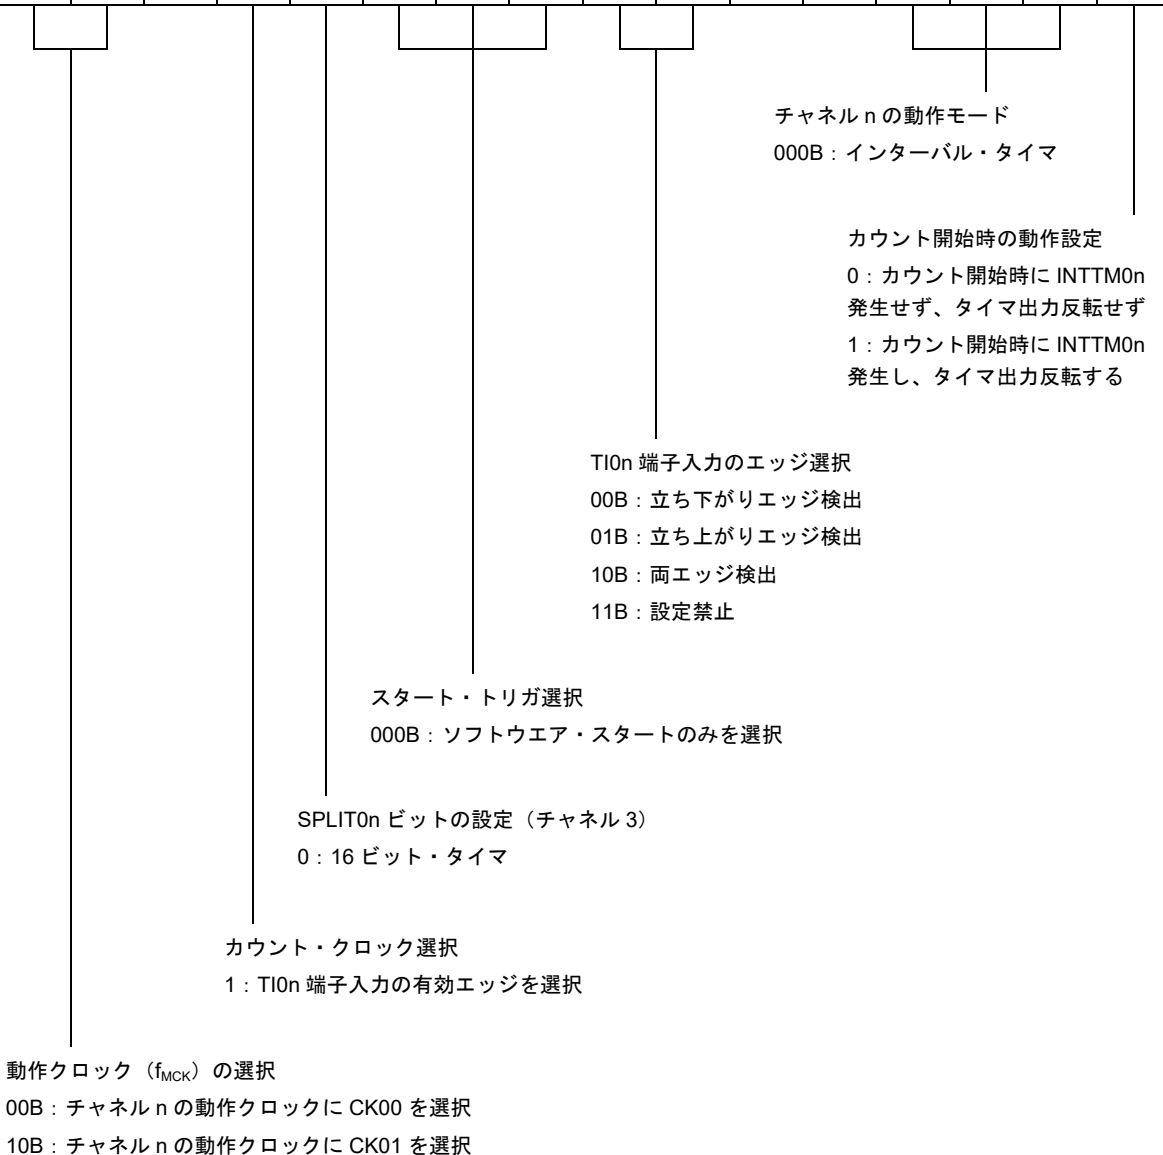 チャネル n の動作モード
000B：インターバル・タイマ
カウント開始時の動作設定
0：カウント開始時に INTTM0n
発生せず、タイマ出力反転せず
1：カウント開始時に INTTM0n
発生し、タイマ出力反転する
TI0n 端子入力のエッジ選択
00B：立ち下がりエッジ検出
01B：立ち上がりエッジ検出
10B：両エッジ検出
11B：設定禁止
スタート・トリガ選択
000B：ソフトウエア・スタートのみを選択
SPLIT0n ビットの設定（チャネル 3）
0：16 ビット・タイマ
カウント・クロック選択
1：TI0n 端子入力の有効エッジを選択
動作クロック（fMCK）の選択
00B：チャネル n の動作クロックに CK00 を選択
10B：チャネル n の動作クロックに CK01 を選択